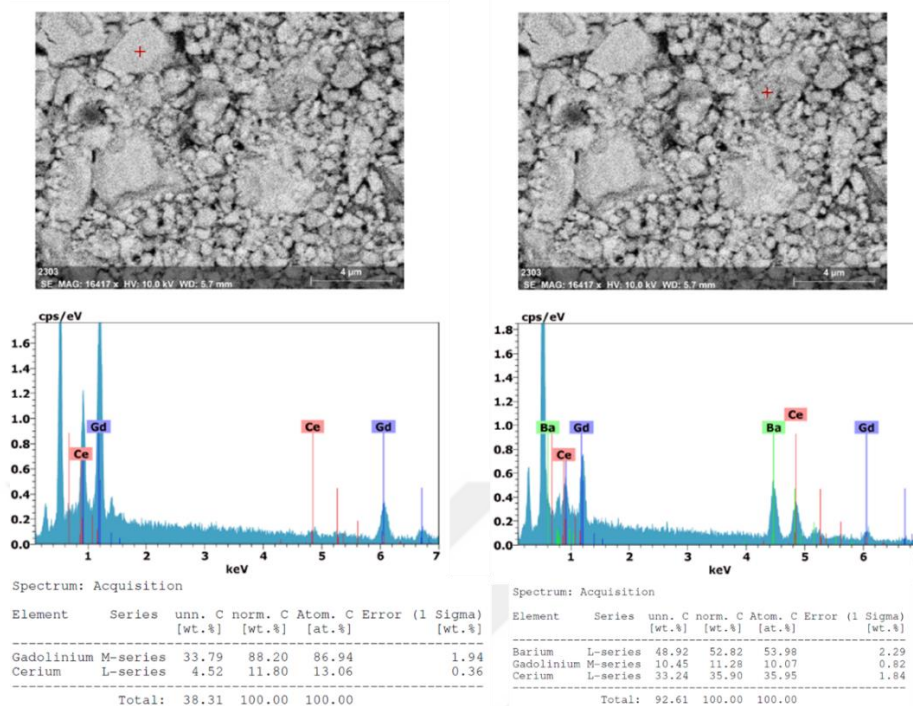 2303
SE MAG: 16417 x HV: 10.0 kV WD: 5.7 mm
4 µm
cps/eV
1.6
1.4
1.2
1.0
0.8
0.6
0.4
0.2
0.0
Ce
Gd
Ce
Gd
1 2 3 4 5 6 7
keV
Spectrum: Acquisition
Element Series unn. C norm. C Atom. C Error (1 Sigma)
[wt.%] [wt.%] [at.%] [wt.%]
Gadolinium M-series 33.79 88.20 86.94 1.94
Cerium L-series 4.52 11.80 13.06 0.36
Total: 38.31 100.00 100.00
2303
SE MAG: 16417 x HV: 10.0 kV WD: 5.7 mm
4 µm
cps/eV
1.8
1.6
1.4
1.2
1.0
0.8
0.6
0.4
0.2
0.0
Ba
Ce
Gd
Ba
Ce
Gd
1 2 3 4 5 6
keV
Spectrum: Acquisition
Element Series unn. C norm. C Atom. C Error (1 Sigma)
[wt.%] [wt.%] [at.%] [wt.%]
Barium L-series 48.92 52.82 53.98 2.29
Gadolinium M-series 10.45 11.28 10.07 0.82
Cerium L-series 33.24 35.90 35.95 1.84
Total: 92.61 100.00 100.00